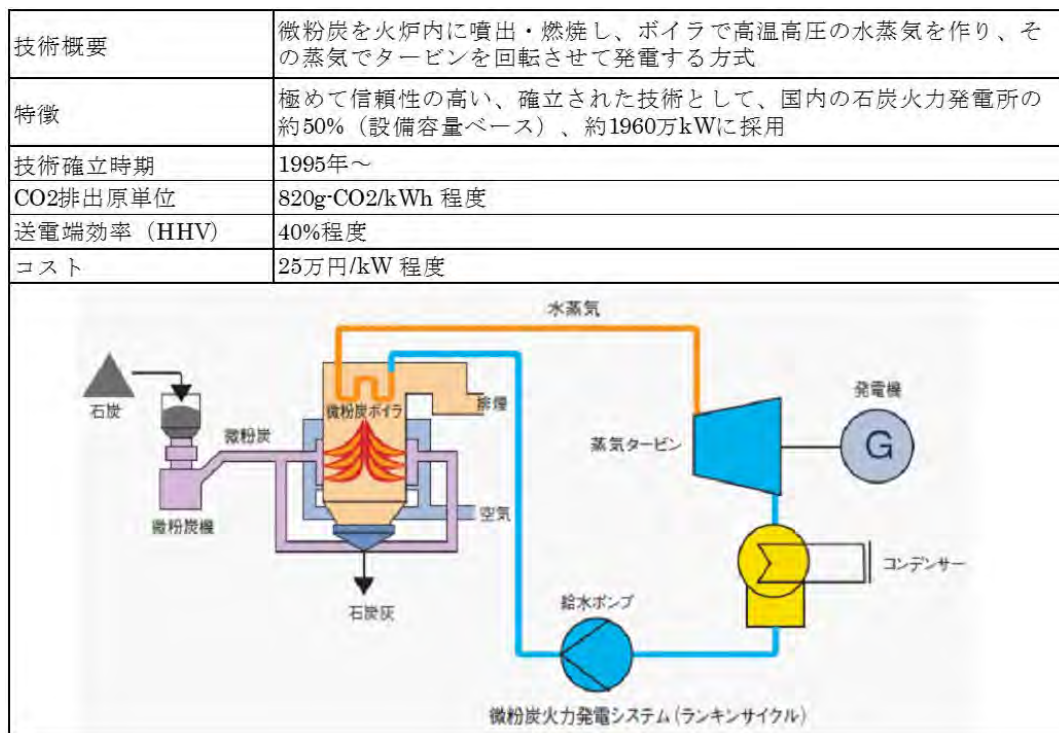 技術概要
微粉炭を火炉内に噴出・燃焼し、ボイラで高温高圧の水蒸気を作り、そ
の蒸気でタービンを回転させて発電する方式
特徴
極めて信頼性の高い、確立された技術として、国内の石炭火力発電所の
約50%（設備容量ベース）、約1960万kWに採用
技術確立時期
1995年～
CO2排出原単位
820g-CO2/kWh 程度
送電端効率（HHV）
40%程度
コスト
25万円/kW 程度
水蒸気
石炭
微粉炭
微粉炭機
微粉炭ボイラ
排煙
空気
石炭灰
蒸気タービン
発電機
G
コンデンサー
給水ポンプ
微粉炭火力発電システム(ランキンサイクル)